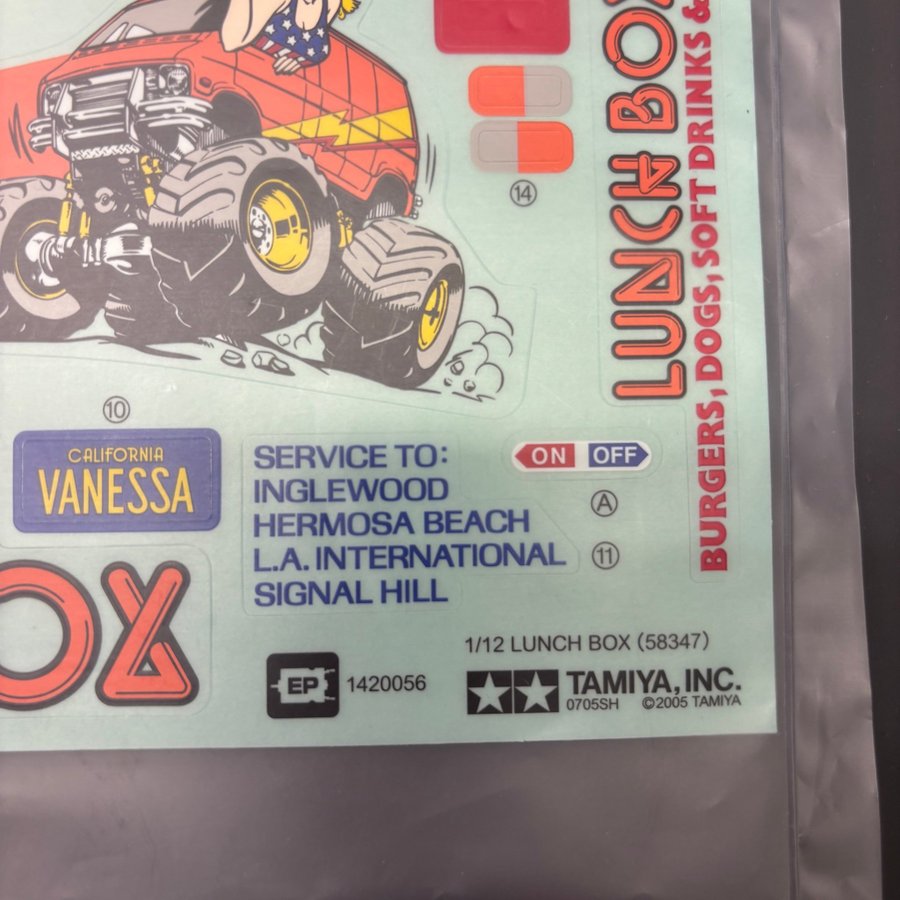 LUNCH BOX
BURGERS, DOGS, SOFT DRINKS &
14
10
CALIFORNIA
VANESSA
SERVICE TO:
INGLEWOOD
HERMOSA BEACH
L.A. INTERNATIONAL
SIGNAL HILL
ON OFF
A
11
OX
1/12 LUNCH BOX (58347)
EP 1420056
TAMIYA, INC.
0705SH ©2005 TAMIYA